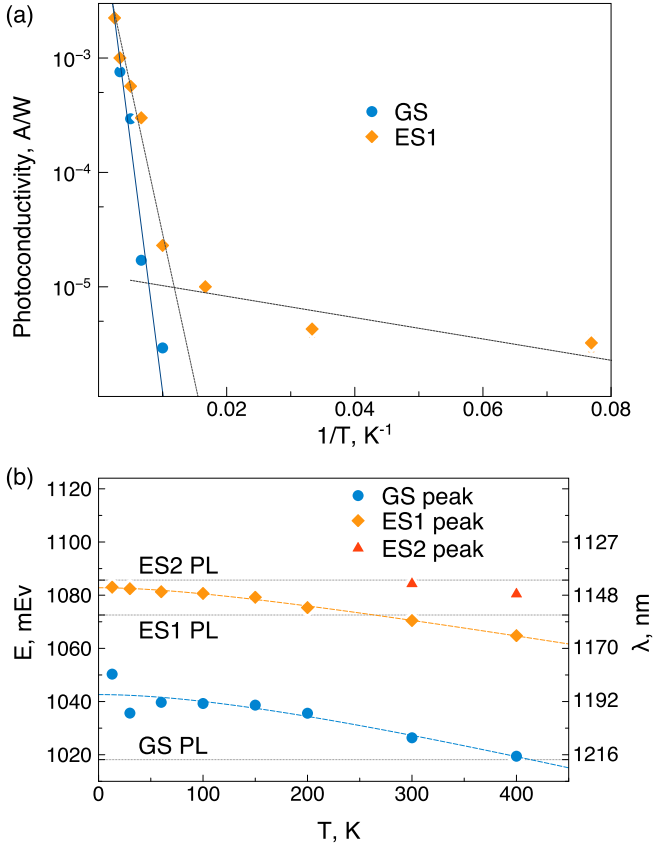 (a)
Photoconductivity, A/W
10⁻³
10⁻⁴
10⁻⁵
GS
ES1
0.02
0.04
0.06
0.08
1/T, K⁻¹
(b)
E, mEv
1120
1100
1080
1060
1040
1020
GS peak
ES1 peak
ES2 peak
ES2 PL
ES1 PL
GS PL
1127
1148
1170
1192
1216
λ, nm
0
100
200
300
400
T, K